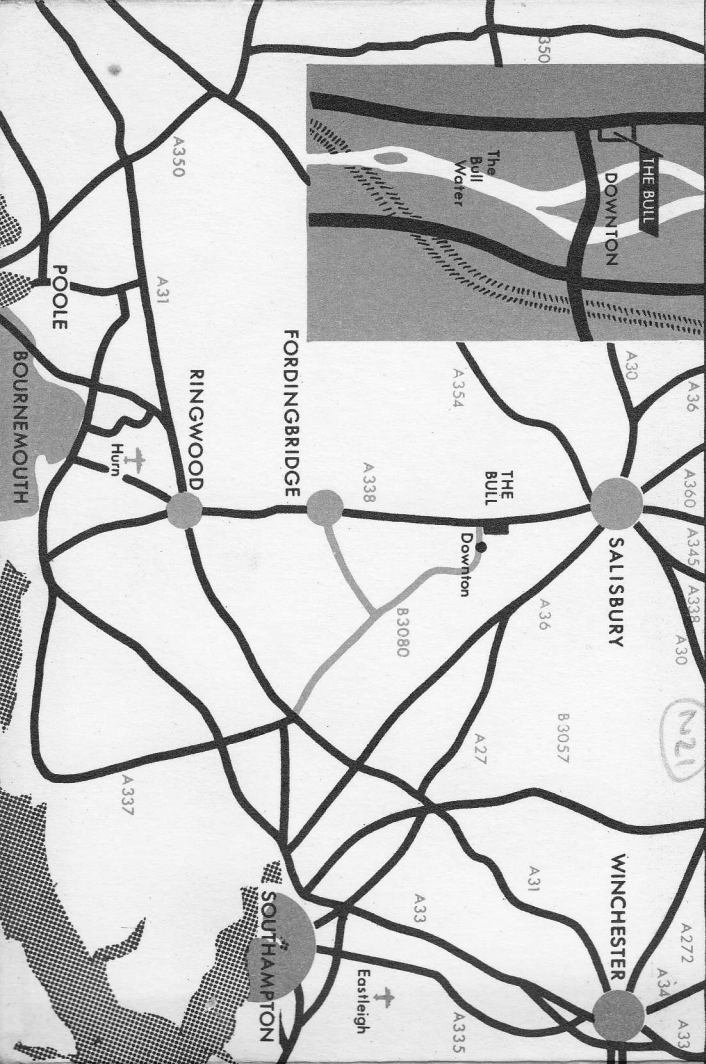 THE BULL
DOWNTON
The
Bull
Water
350
A36
A360
A345
A338
A30
N21
A272
A34
A33
A30
SALISBURY
WINCHESTER
B3057
A36
A31
THE
BULL
Downton
A27
A354
A335
A33
B3080
A338
Eastleigh
FORDINGBRIDGE
SOUTHAMPTON
RINGWOOD
A350
A31
A337
Hurn
POOLE
BOURNEMOUTH